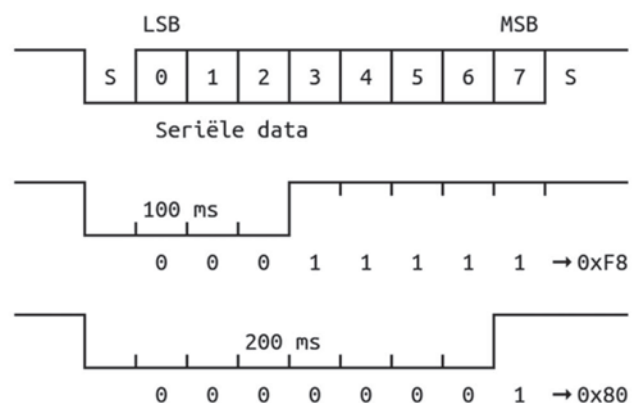 LSB MSB
S 0 1 2 3 4 5 6 7 S
Seriële data
100 ms
0 0 0 1 1 1 1 1 → 0xF8
200 ms
0 0 0 0 0 0 0 1 → 0x80